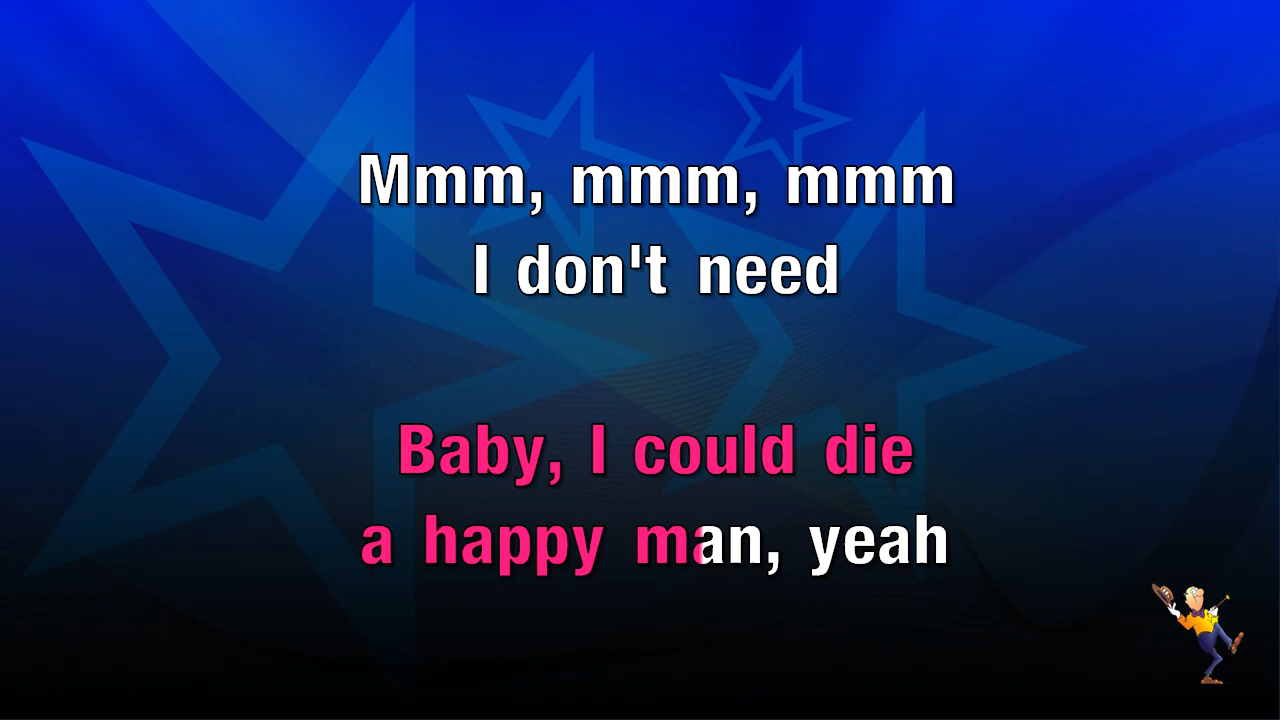 Mmm, mmm, mmm
I don't need
Baby, I could die
a happy man, yeah